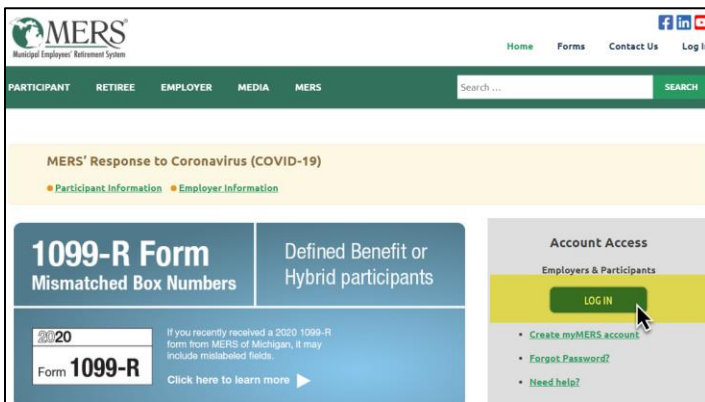 MERS
Municipal Employees' Retirement System
Home Forms Contact Us Log I
PARTICIPANT RETIREE EMPLOYER MEDIA MERS Search ... SEARCH
MERS' Response to Coronavirus (COVID-19)
Participant Information Employer Information
1099-R Form
Mismatched Box Numbers
Defined Benefit or
Hybrid participants
2020
Form 1099-R
If you recently received a 2020 1099-R
form from MERS of Michigan, it may
include mislabeled fields.
Click here to learn more
Account Access
Employers & Participants
LOG IN
Create myMERS account
Forgot Password?
Need help?